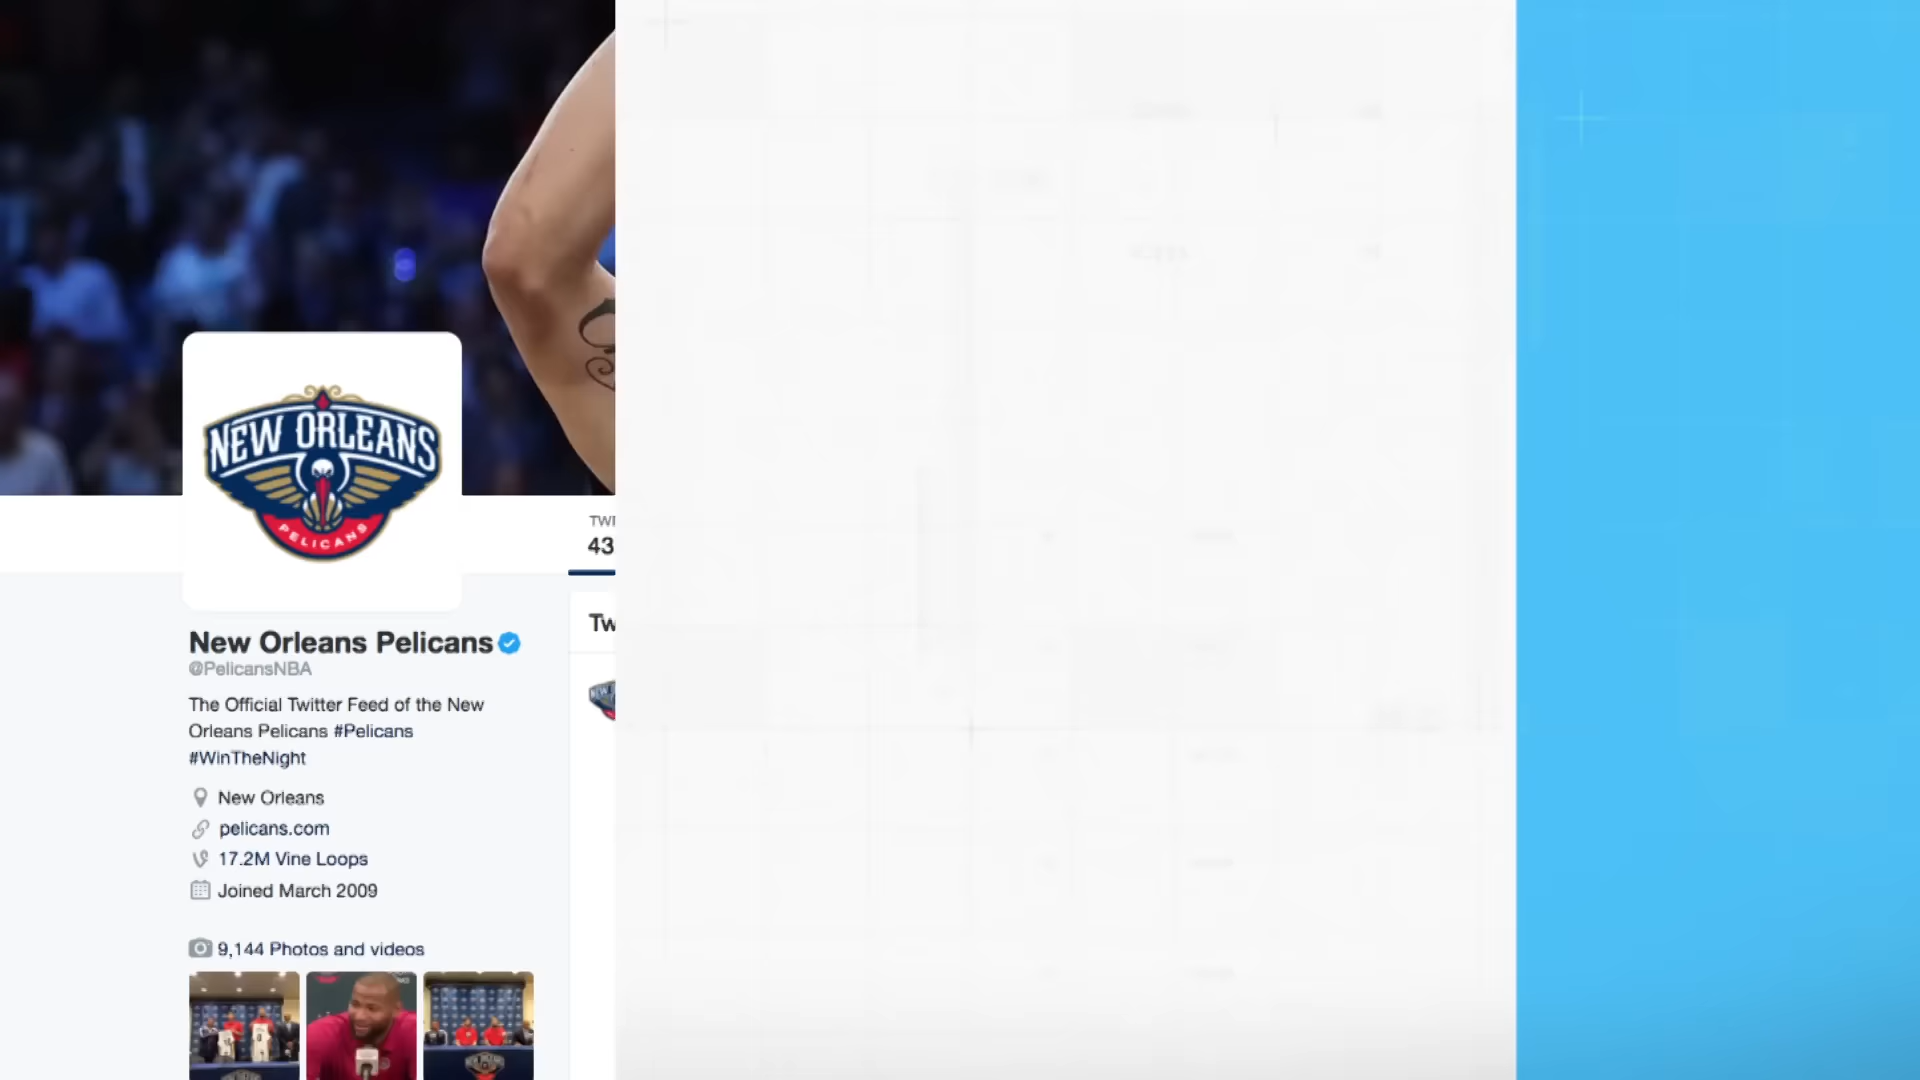 NEW ORLEANS
PELICANS
TWE
43
Tw
New Orleans Pelicans
@PelicansNBA
The Official Twitter Feed of the New
Orleans Pelicans #Pelicans
#WinTheNight
New Orleans
pelicans.com
17.2M Vine Loops
Joined March 2009
9,144 Photos and videos